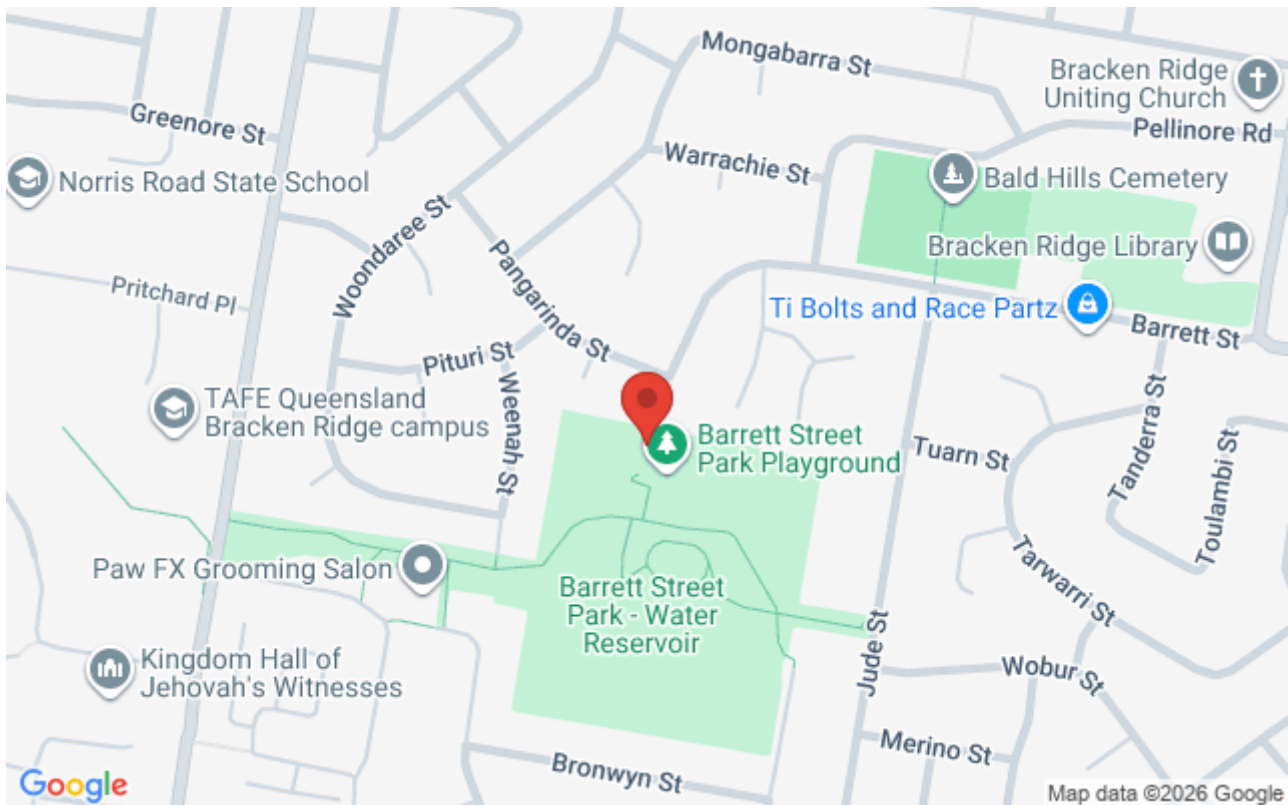 Mongabarra St
Bracken Ridge
Uniting Church
Greenore St
Pellinore Rd
Warrachie St
Norris Road State School
Bald Hills Cemetery
Woondaree St
Pangarinda St
Bracken Ridge Library
Pritchard Pl
Ti Bolts and Race Partz
Barrett St
Pituri St
Weenah St
TAFE Queensland
Bracken Ridge campus
Barrett Street
Park Playground
Tuarn St
Tanderra St
Toulambi St
Tarwarri St
Paw FX Grooming Salon
Barrett Street
Park - Water
Reservoir
Jude St
Kingdom Hall of
Jehovah's Witnesses
Wobur St
Merino St
Bronwyn St
Google
Map data ©2026 Google